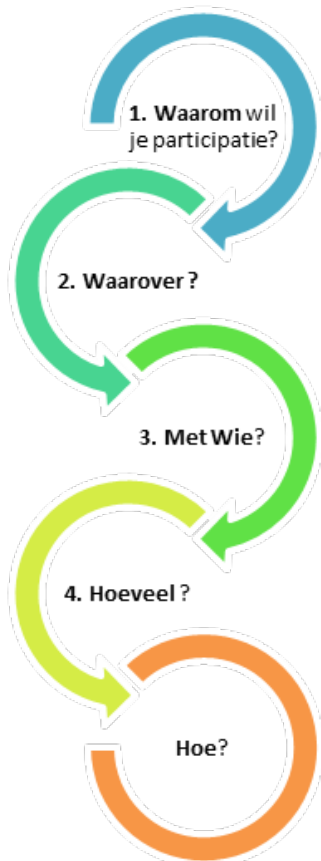 1. Waarom wil
je participatie?
2. Waarover ?
3. Met Wie?
4. Hoeveel ?
Hoe?